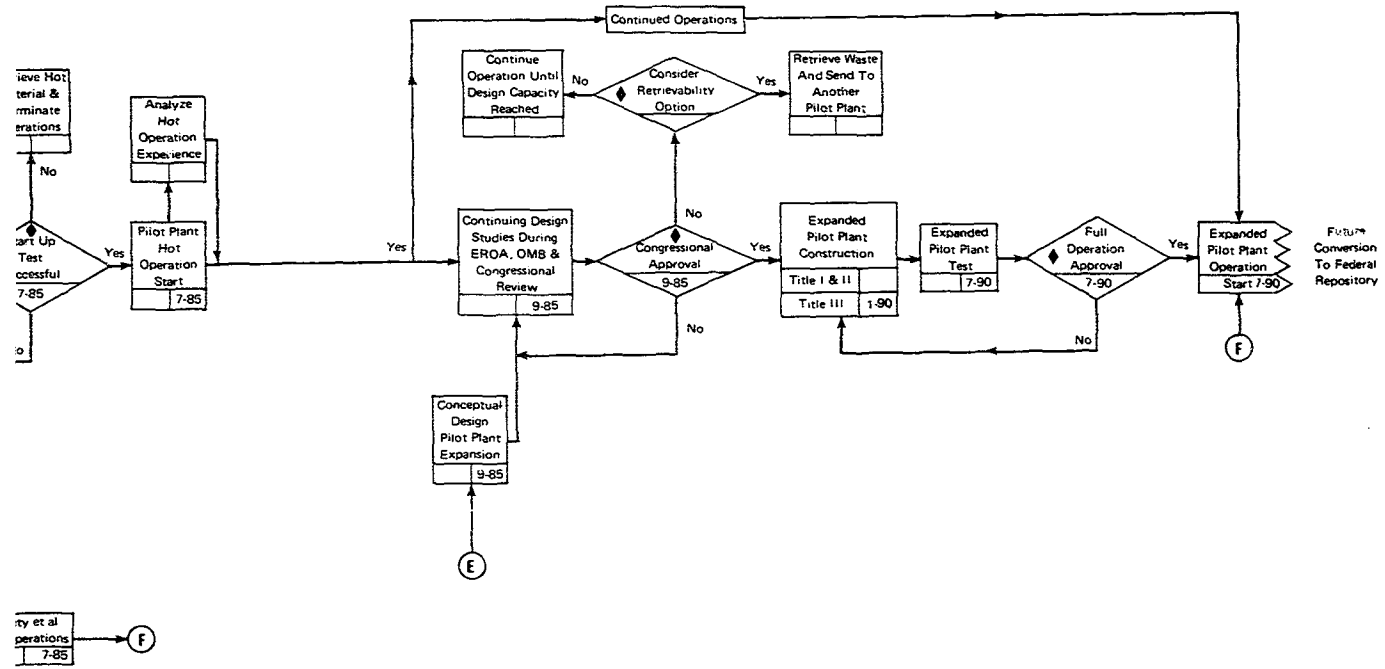 Continued Operations
Continue
Operation Until
Design Capacity
Reached
No
Consider
Retrievability
Option
Yes
Retrieve Waste
And Send To
Another
Pilot Plant
ieve Hot
terial &
rminate
erations
No
Analyze
Hot
Operation
Experience
art Up
Test
ccessful
7-85
Yes
Pilot Plant
Hot
Operation
Start
7-85
Yes
Continuing Design
Studies During
EROA, OMB &
Congressional
Review
9-85
No
Congressional
Approval
9-85
Yes
No
Expanded
Pilot Plant
Construction
Title I & II
Title III 1-90
Expanded
Pilot Plant
Test
7-90
Full
Operation
Approval
7-90
Yes
No
Expanded
Pilot Plant
Operation
Start 7-90
Future
Conversion
To Federal
Repository
F
Conceptual
Design
Pilot Plant
Expansion
9-85
E
ty et al
perations
7-85
F